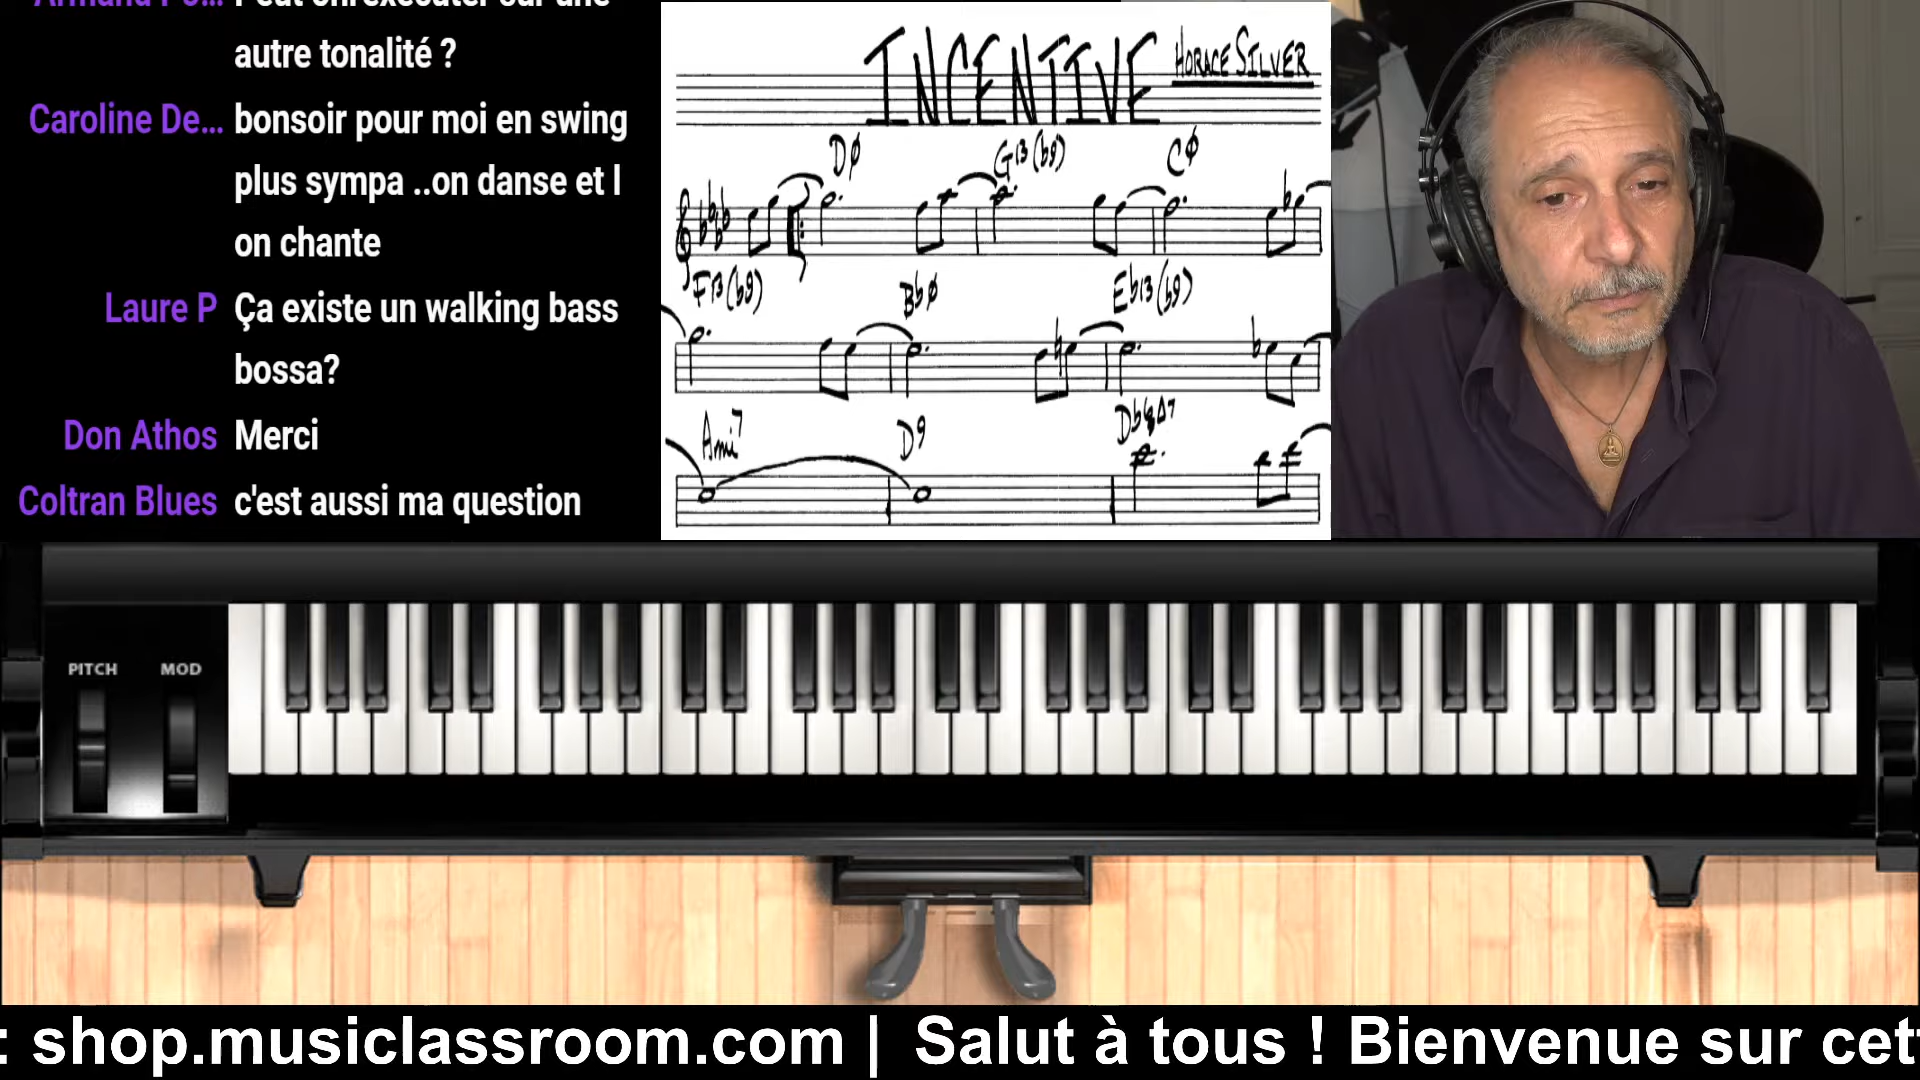 autre tonalité ?
Caroline De... bonsoir pour moi en swing
plus sympa ..on danse et l
on chante
Laure P Ça existe un walking bass
bossa?
Don Athos Merci
Coltran Blues c'est aussi ma question
INCENTIVE HORACE SILVER
DØ G13(b9) CØ
F13(b9) BbØ Eb13(b9)
Ami7 D9
PITCH MOD
: shop.musiclassroom.com | Salut à tous ! Bienvenue sur cet